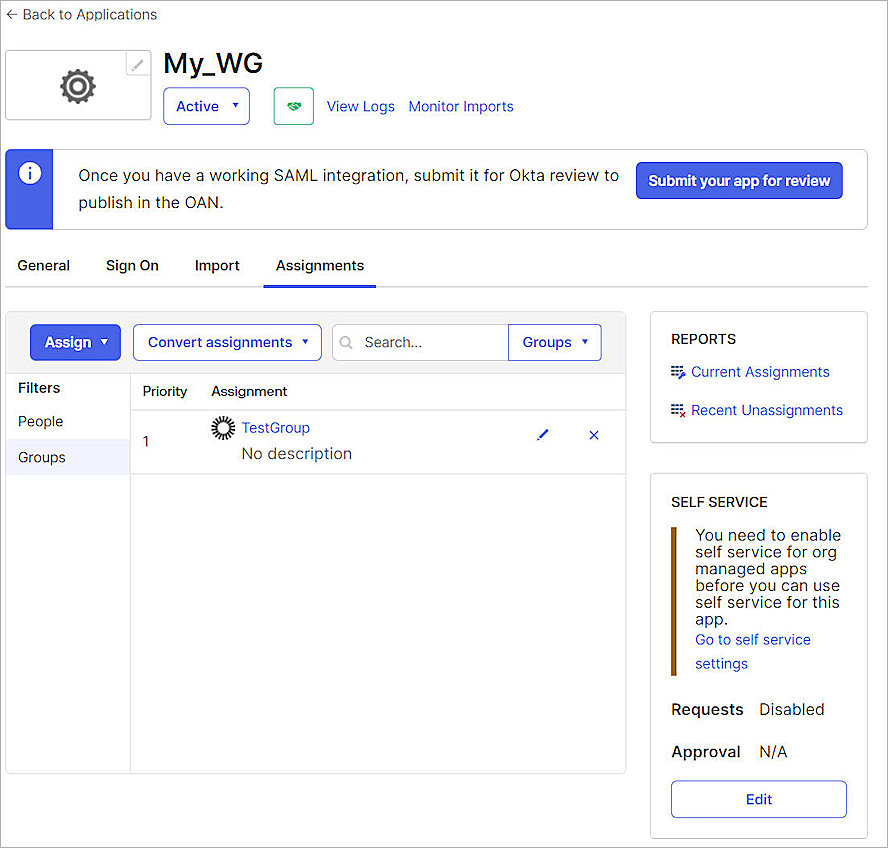 ← Back to Applications
My_WG
Active
View Logs
Monitor Imports
Once you have a working SAML integration, submit it for Okta review to
publish in the OAN.
Submit your app for review
General
Sign On
Import
Assignments
Assign
Convert assignments
Search...
Groups
Filters
People
Groups
Priority
Assignment
1
TestGroup
No description
REPORTS
Current Assignments
Recent Unassignments
SELF SERVICE
You need to enable
self service for org
managed apps
before you can use
self service for this
app.
Go to self service
settings
Requests Disabled
Approval N/A
Edit